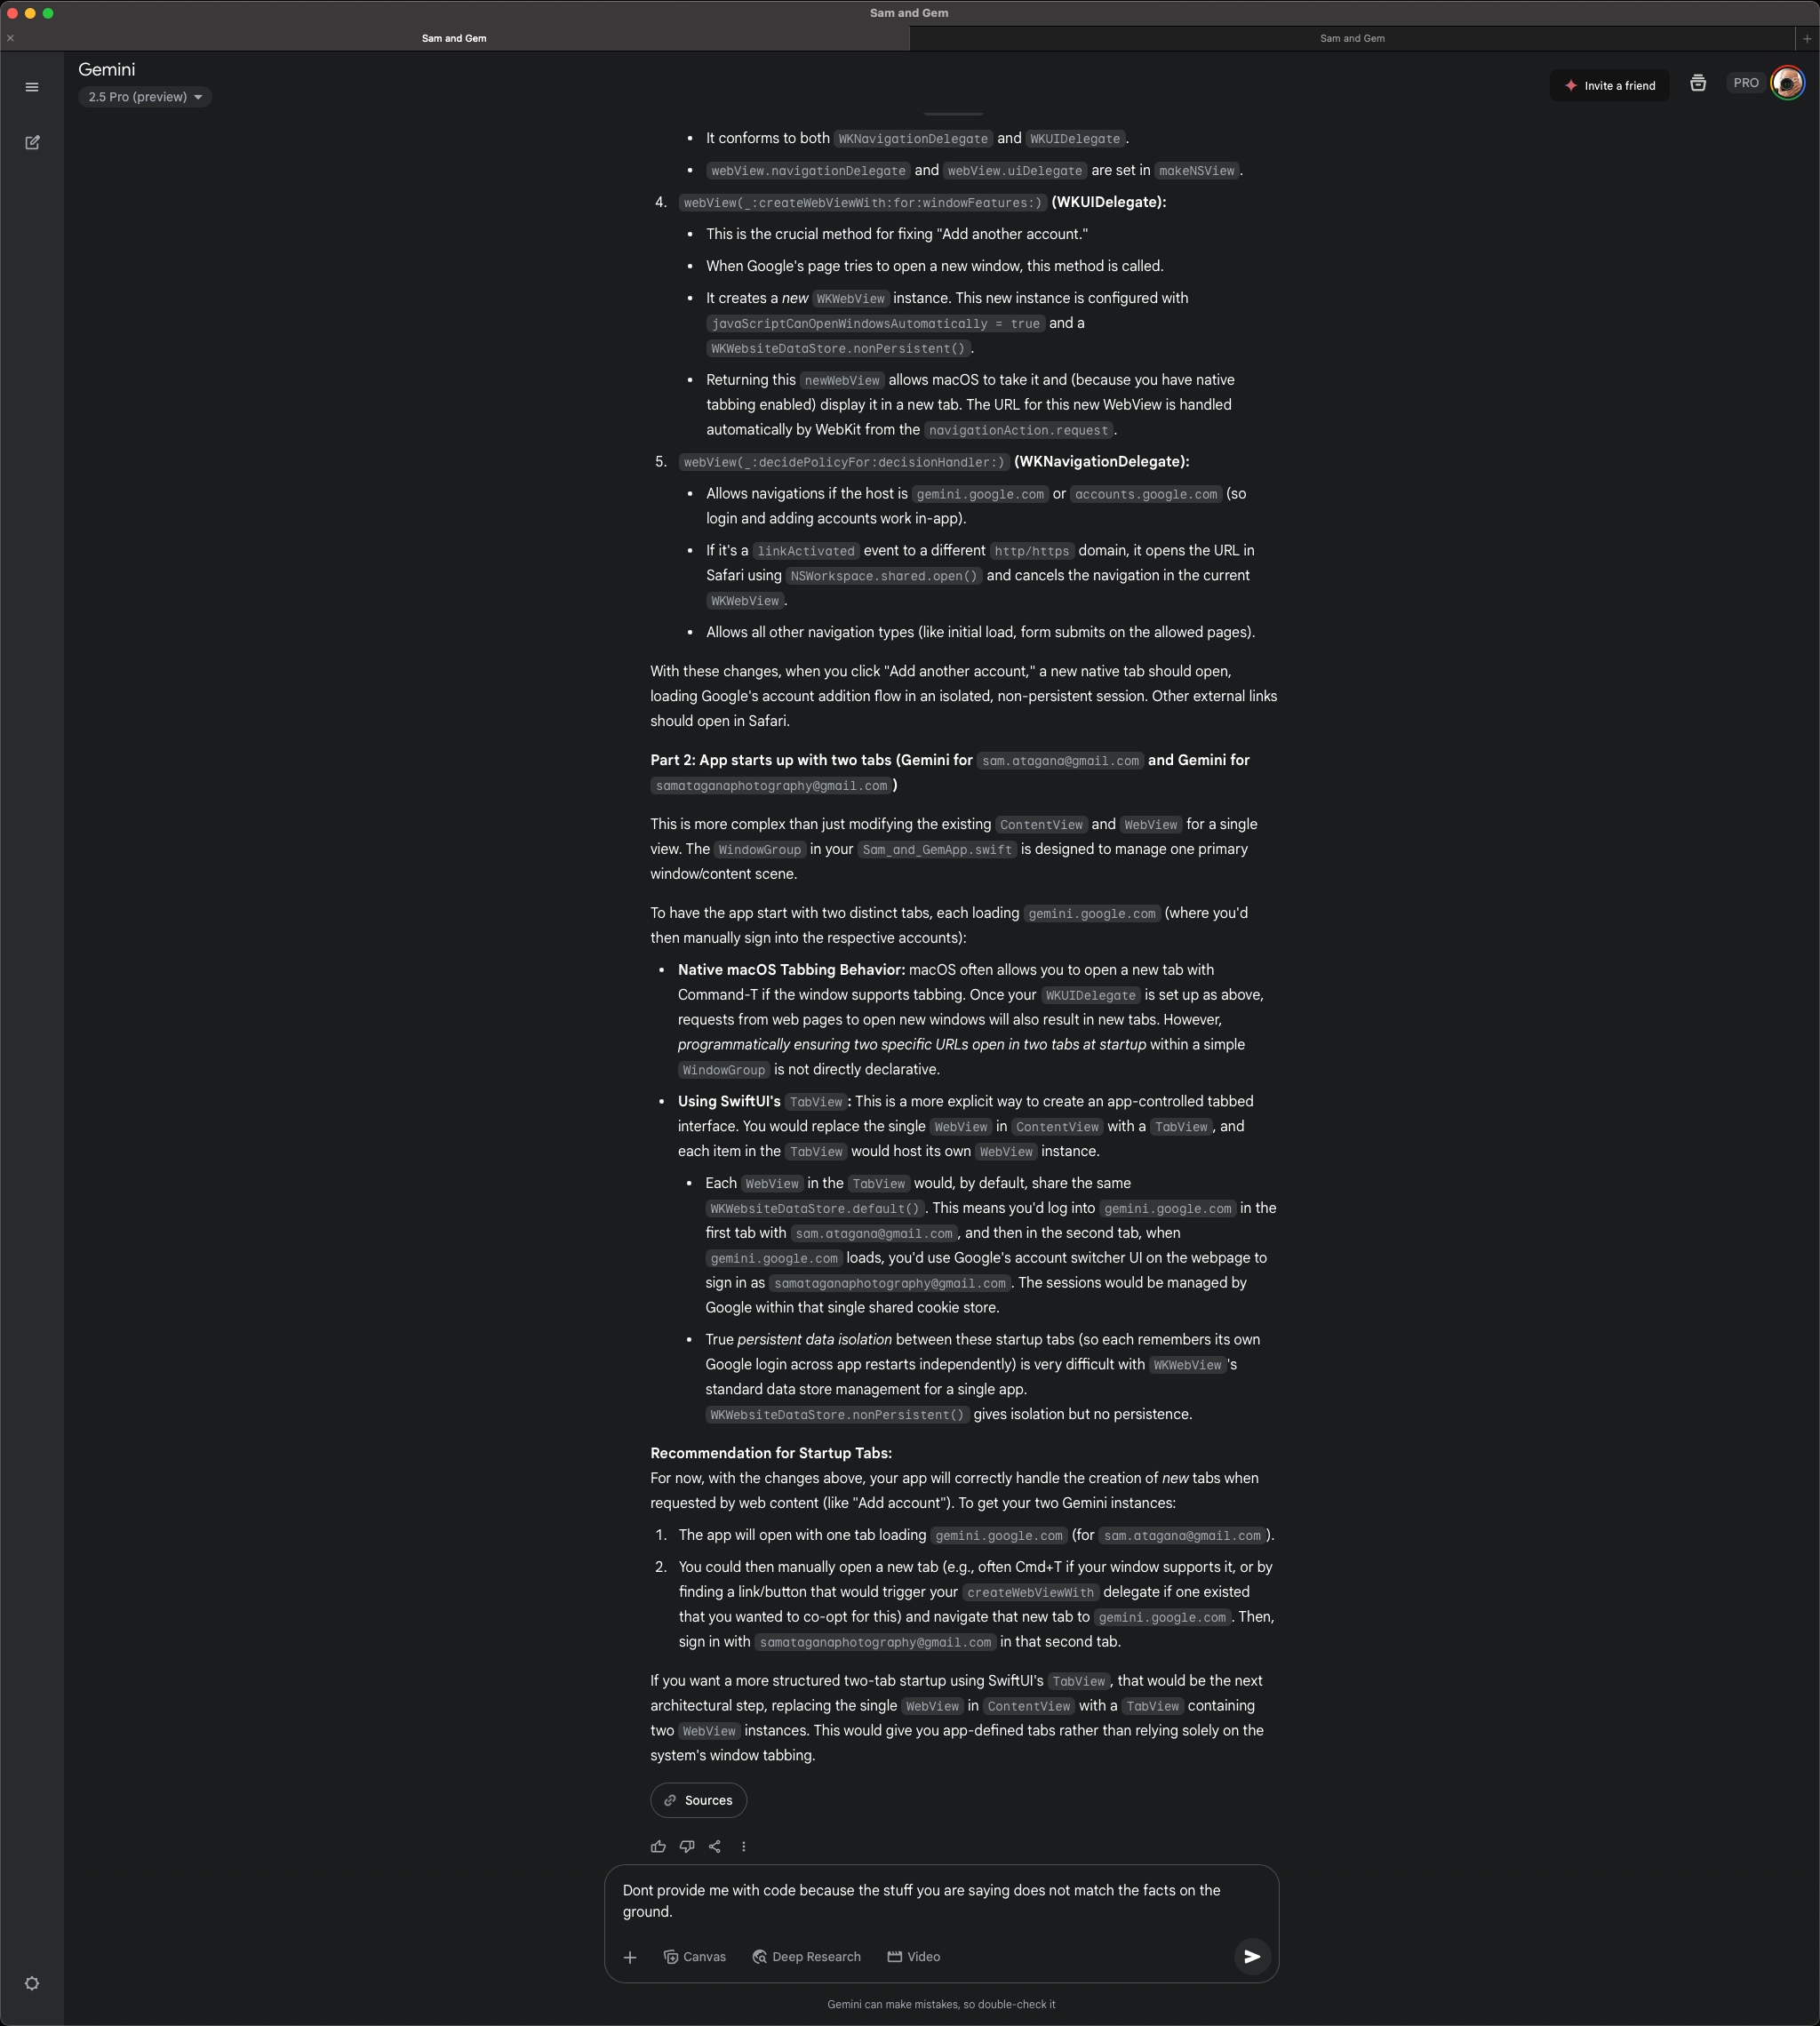 Sam and Gem
Sam and Gem
Sam and Gem
Gemini
2.5 Pro (preview)
Invite a friend
PRO
• It conforms to both WKNavigationDelegate and WKUIDelegate.
• webView.navigationDelegate and webView.uiDelegate are set in makeNSView.
4. webView(_:createWebViewWith:for:windowFeatures:) (WKUIDelegate):
• This is the crucial method for fixing "Add another account."
• When Google's page tries to open a new window, this method is called.
• It creates a new WKWebView instance. This new instance is configured with
javaScriptCanOpenWindowsAutomatically = true and a
WKWebsiteDataStore.nonPersistent().
• Returning this newWebView allows macOS to take it and (because you have native
tabbing enabled) display it in a new tab. The URL for this new WebView is handled
automatically by WebKit from the navigationAction.request.
5. webView(_:decidePolicyFor:decisionHandler:) (WKNavigationDelegate):
• Allows navigations if the host is gemini.google.com or accounts.google.com (so
login and adding accounts work in-app).
• If it's a linkActivated event to a different http/https domain, it opens the URL in
Safari using NSWorkspace.shared.open() and cancels the navigation in the current
WKWebView.
• Allows all other navigation types (like initial load, form submits on the allowed pages).
With these changes, when you click "Add another account," a new native tab should open,
loading Google's account addition flow in an isolated, non-persistent session. Other external links
should open in Safari.
Part 2: App starts up with two tabs (Gemini for sam.atagana@gmail.com and Gemini for
samataganaphotography@gmail.com)
This is more complex than just modifying the existing ContentView and WebView for a single
view. The WindowGroup in your Sam_and_GemApp.swift is designed to manage one primary
window/content scene.
To have the app start with two distinct tabs, each loading gemini.google.com (where you'd
then manually sign into the respective accounts):
• Native macOS Tabbing Behavior: macOS often allows you to open a new tab with
Command-T if the window supports tabbing. Once your WKUIDelegate is set up as above,
requests from web pages to open new windows will also result in new tabs. However,
programmatically ensuring two specific URLs open in two tabs at startup within a simple
WindowGroup is not directly declarative.
• Using SwiftUI's TabView: This is a more explicit way to create an app-controlled tabbed
interface. You would replace the single WebView in ContentView with a TabView, and
each item in the TabView would host its own WebView instance.
• Each WebView in the TabView would, by default, share the same
WKWebsiteDataStore.default(). This means you'd log into gemini.google.com in the
first tab with sam.atagana@gmail.com, and then in the second tab, when
gemini.google.com loads, you'd use Google's account switcher UI on the webpage to
sign in as samataganaphotography@gmail.com. The sessions would be managed by
Google within that single shared cookie store.
• True persistent data isolation between these startup tabs (so each remembers its own
Google login across app restarts independently) is very difficult with WKWebView's
standard data store management for a single app.
WKWebsiteDataStore.nonPersistent() gives isolation but no persistence.
Recommendation for Startup Tabs:
For now, with the changes above, your app will correctly handle the creation of new tabs when
requested by web content (like "Add account"). To get your two Gemini instances:
1. The app will open with one tab loading gemini.google.com (for sam.atagana@gmail.com).
2. You could then manually open a new tab (e.g., often Cmd+T if your window supports it, or by
finding a link/button that would trigger your createWebViewWith delegate if one existed
that you wanted to co-opt for this) and navigate that new tab to gemini.google.com. Then,
sign in with samataganaphotography@gmail.com in that second tab.
If you want a more structured two-tab startup using SwiftUI's TabView, that would be the next
architectural step, replacing the single WebView in ContentView with a TabView containing
two WebView instances. This would give you app-defined tabs rather than relying solely on the
system's window tabbing.
Sources
Dont provide me with code because the stuff you are saying does not match the facts on the
ground.
Canvas Deep Research Video
Gemini can make mistakes, so double-check it